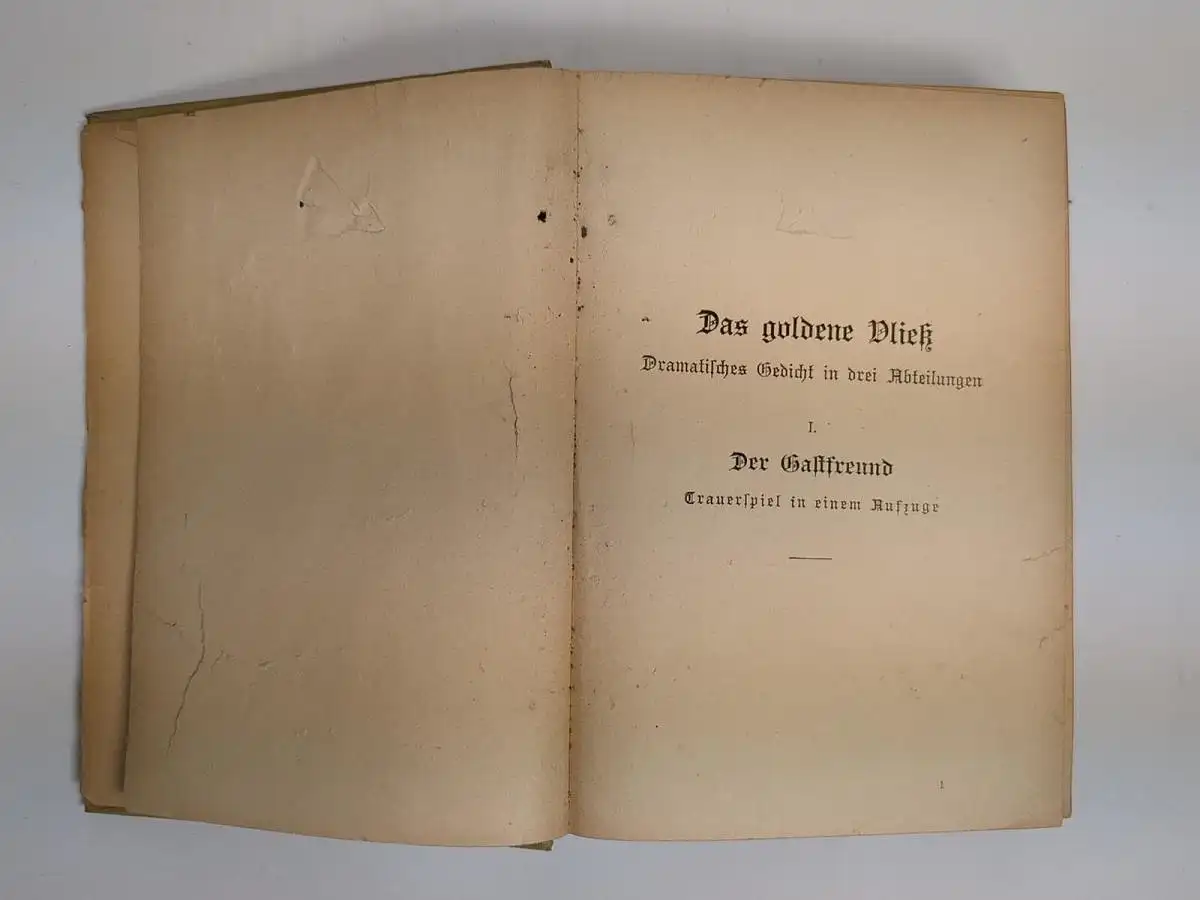 Das goldene Vließ
Dramatiſches Gedicht in drei Abteilungen
I.
Der Gaſtfreund
Trauerſpiel in einem Aufzuge
1